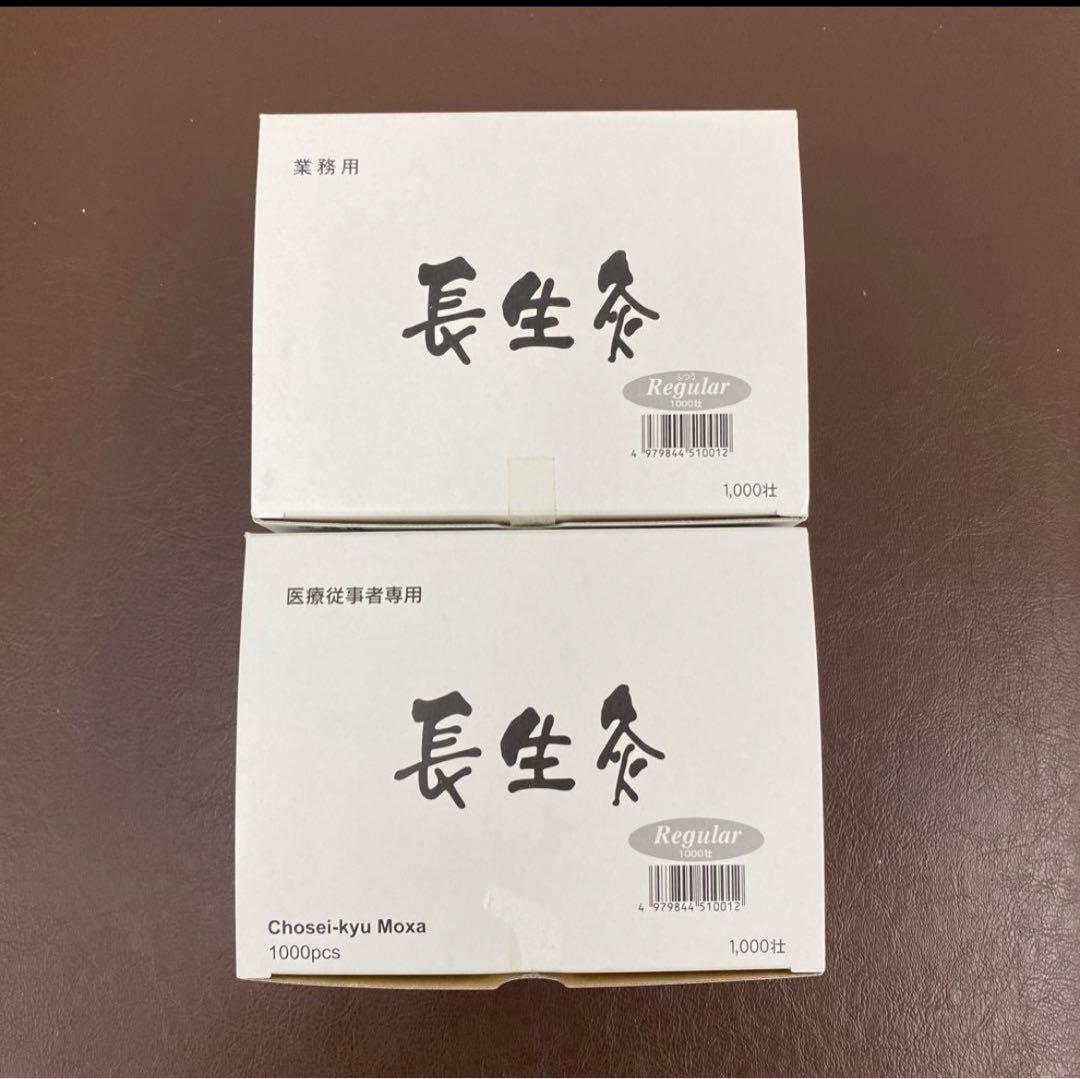 業務用
長生灸
ふつう
Regular
1000壮
4 979844 510012
1,000壮
医療従事者専用
長生灸
Regular
1000壮
4 979844 510012
Chosei-kyu Moxa
1000pcs
1,000壮